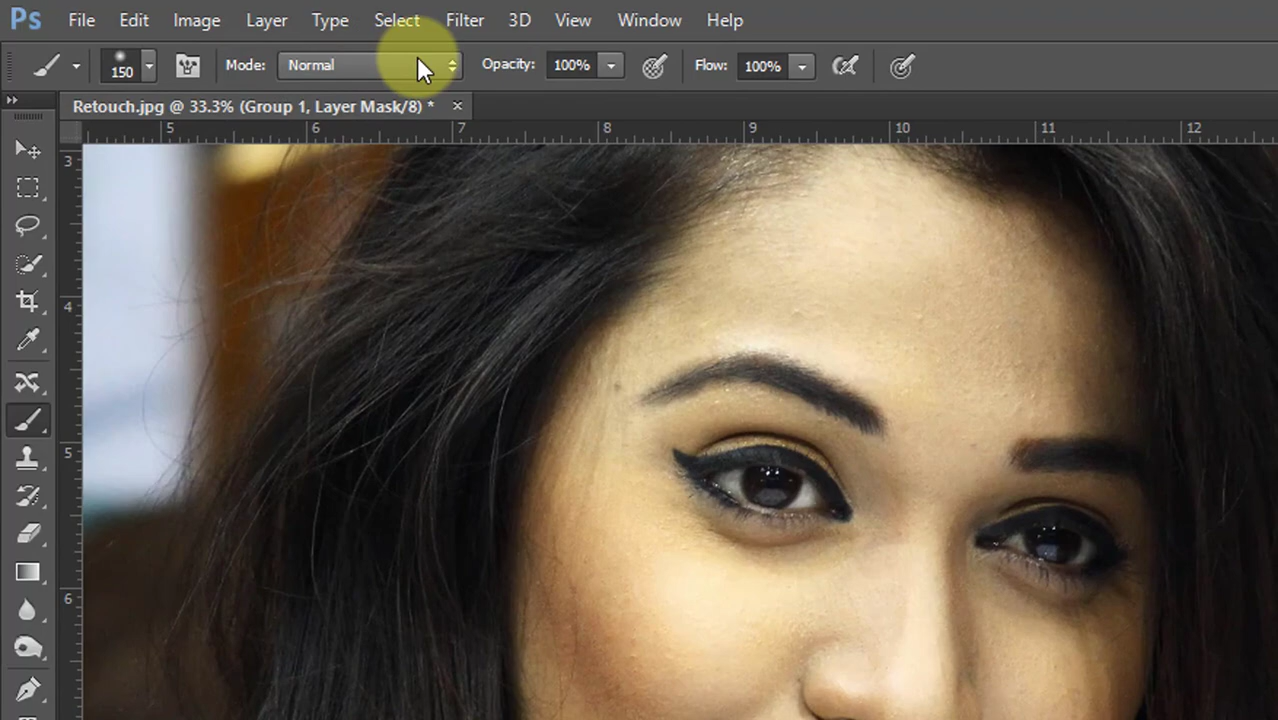 Ps File Edit Image Layer Type Select Filter 3D View Window Help
150 Mode: Normal Opacity: 100% Flow: 100%
Retouch.jpg @ 33.3% (Group 1, Layer Mask/8) * ×
5 6 7 8 9 10 11 12
3
4
5
6